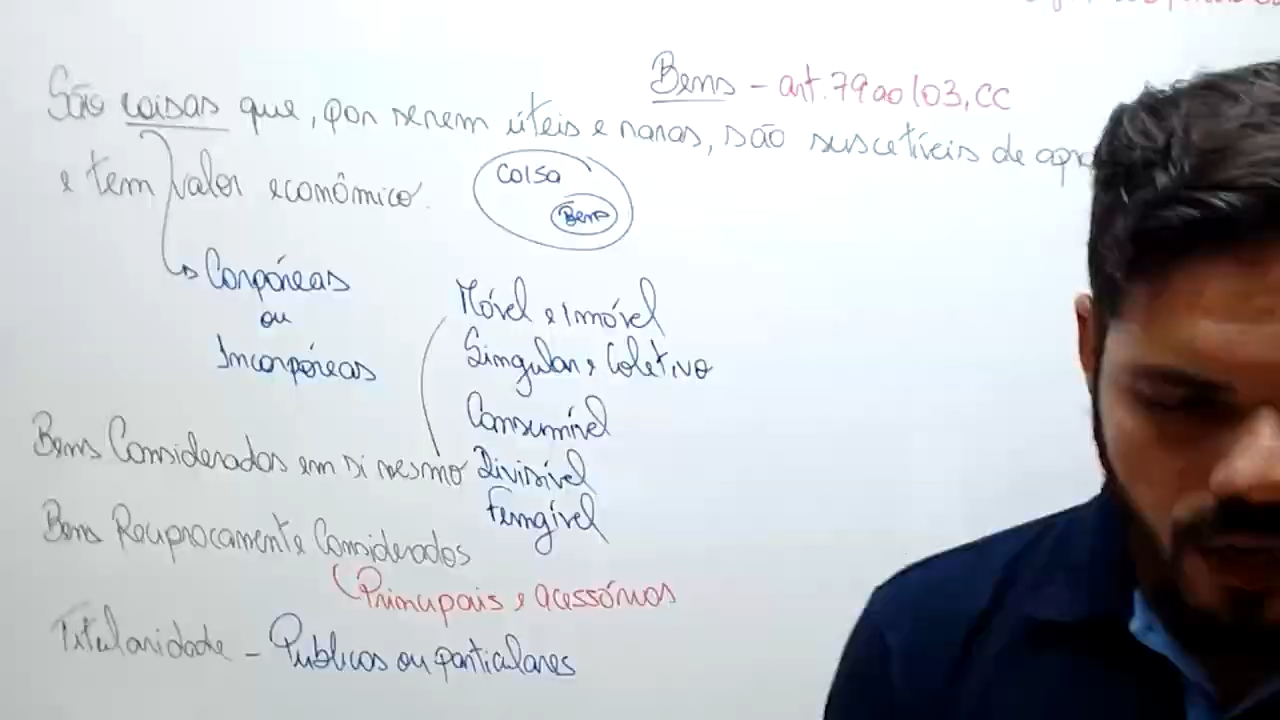 Bens - art. 79 ao 103, CC
São coisas que, por serem úteis e raras, são suscetíveis de apr
e tem valor econômico.
Coisa
Bem
Corpóreas
ou
Incorpóreas
Móvel e Imóvel
Singular e Coletivo
Consumível
Bens Considerados em si mesmo Divisível
Fungível
Bens Reciprocamente Considerados
Principais e acessórios
Titularidade - Públicos ou particulares